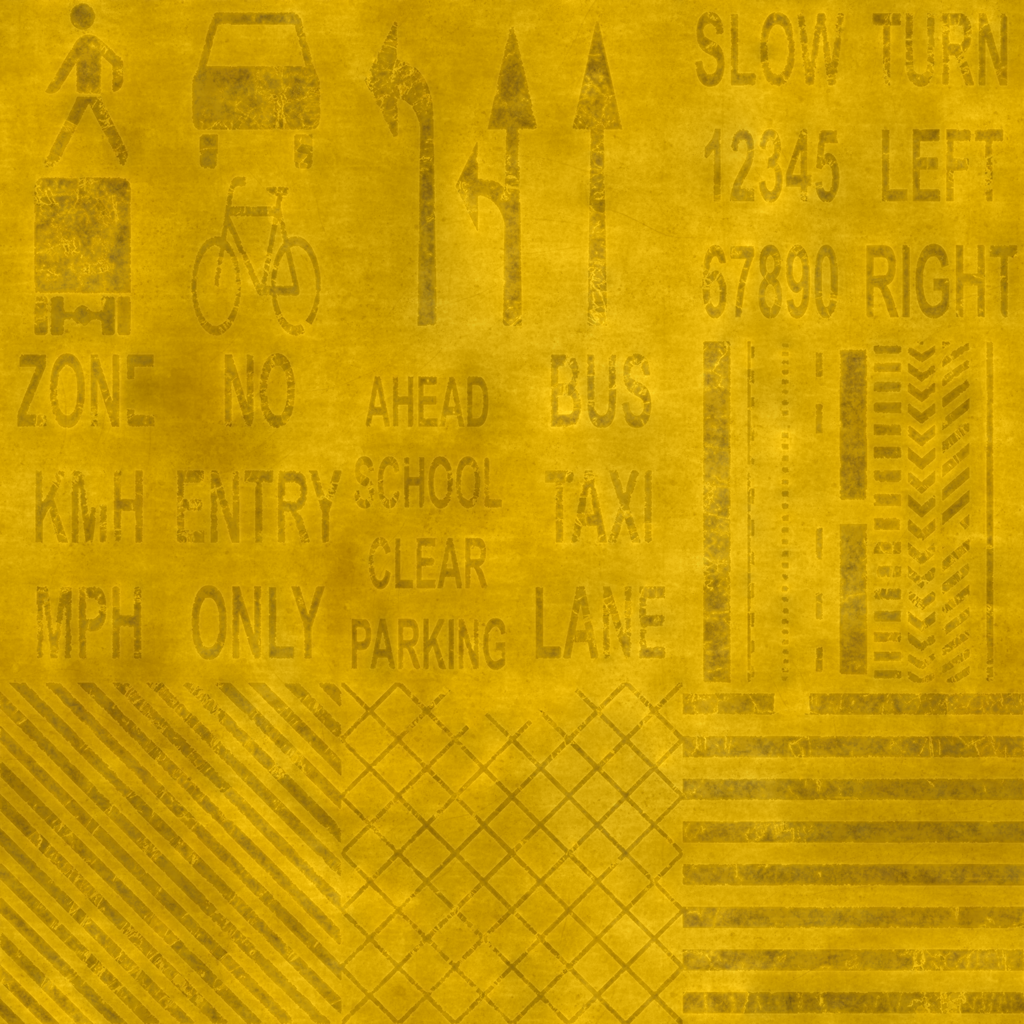 SLOW TURN
12345 LEFT
67890 RIGHT
ZONE NO AHEAD BUS
KMH ENTRY SCHOOL TAXI
CLEAR
MPH ONLY PARKING LANE